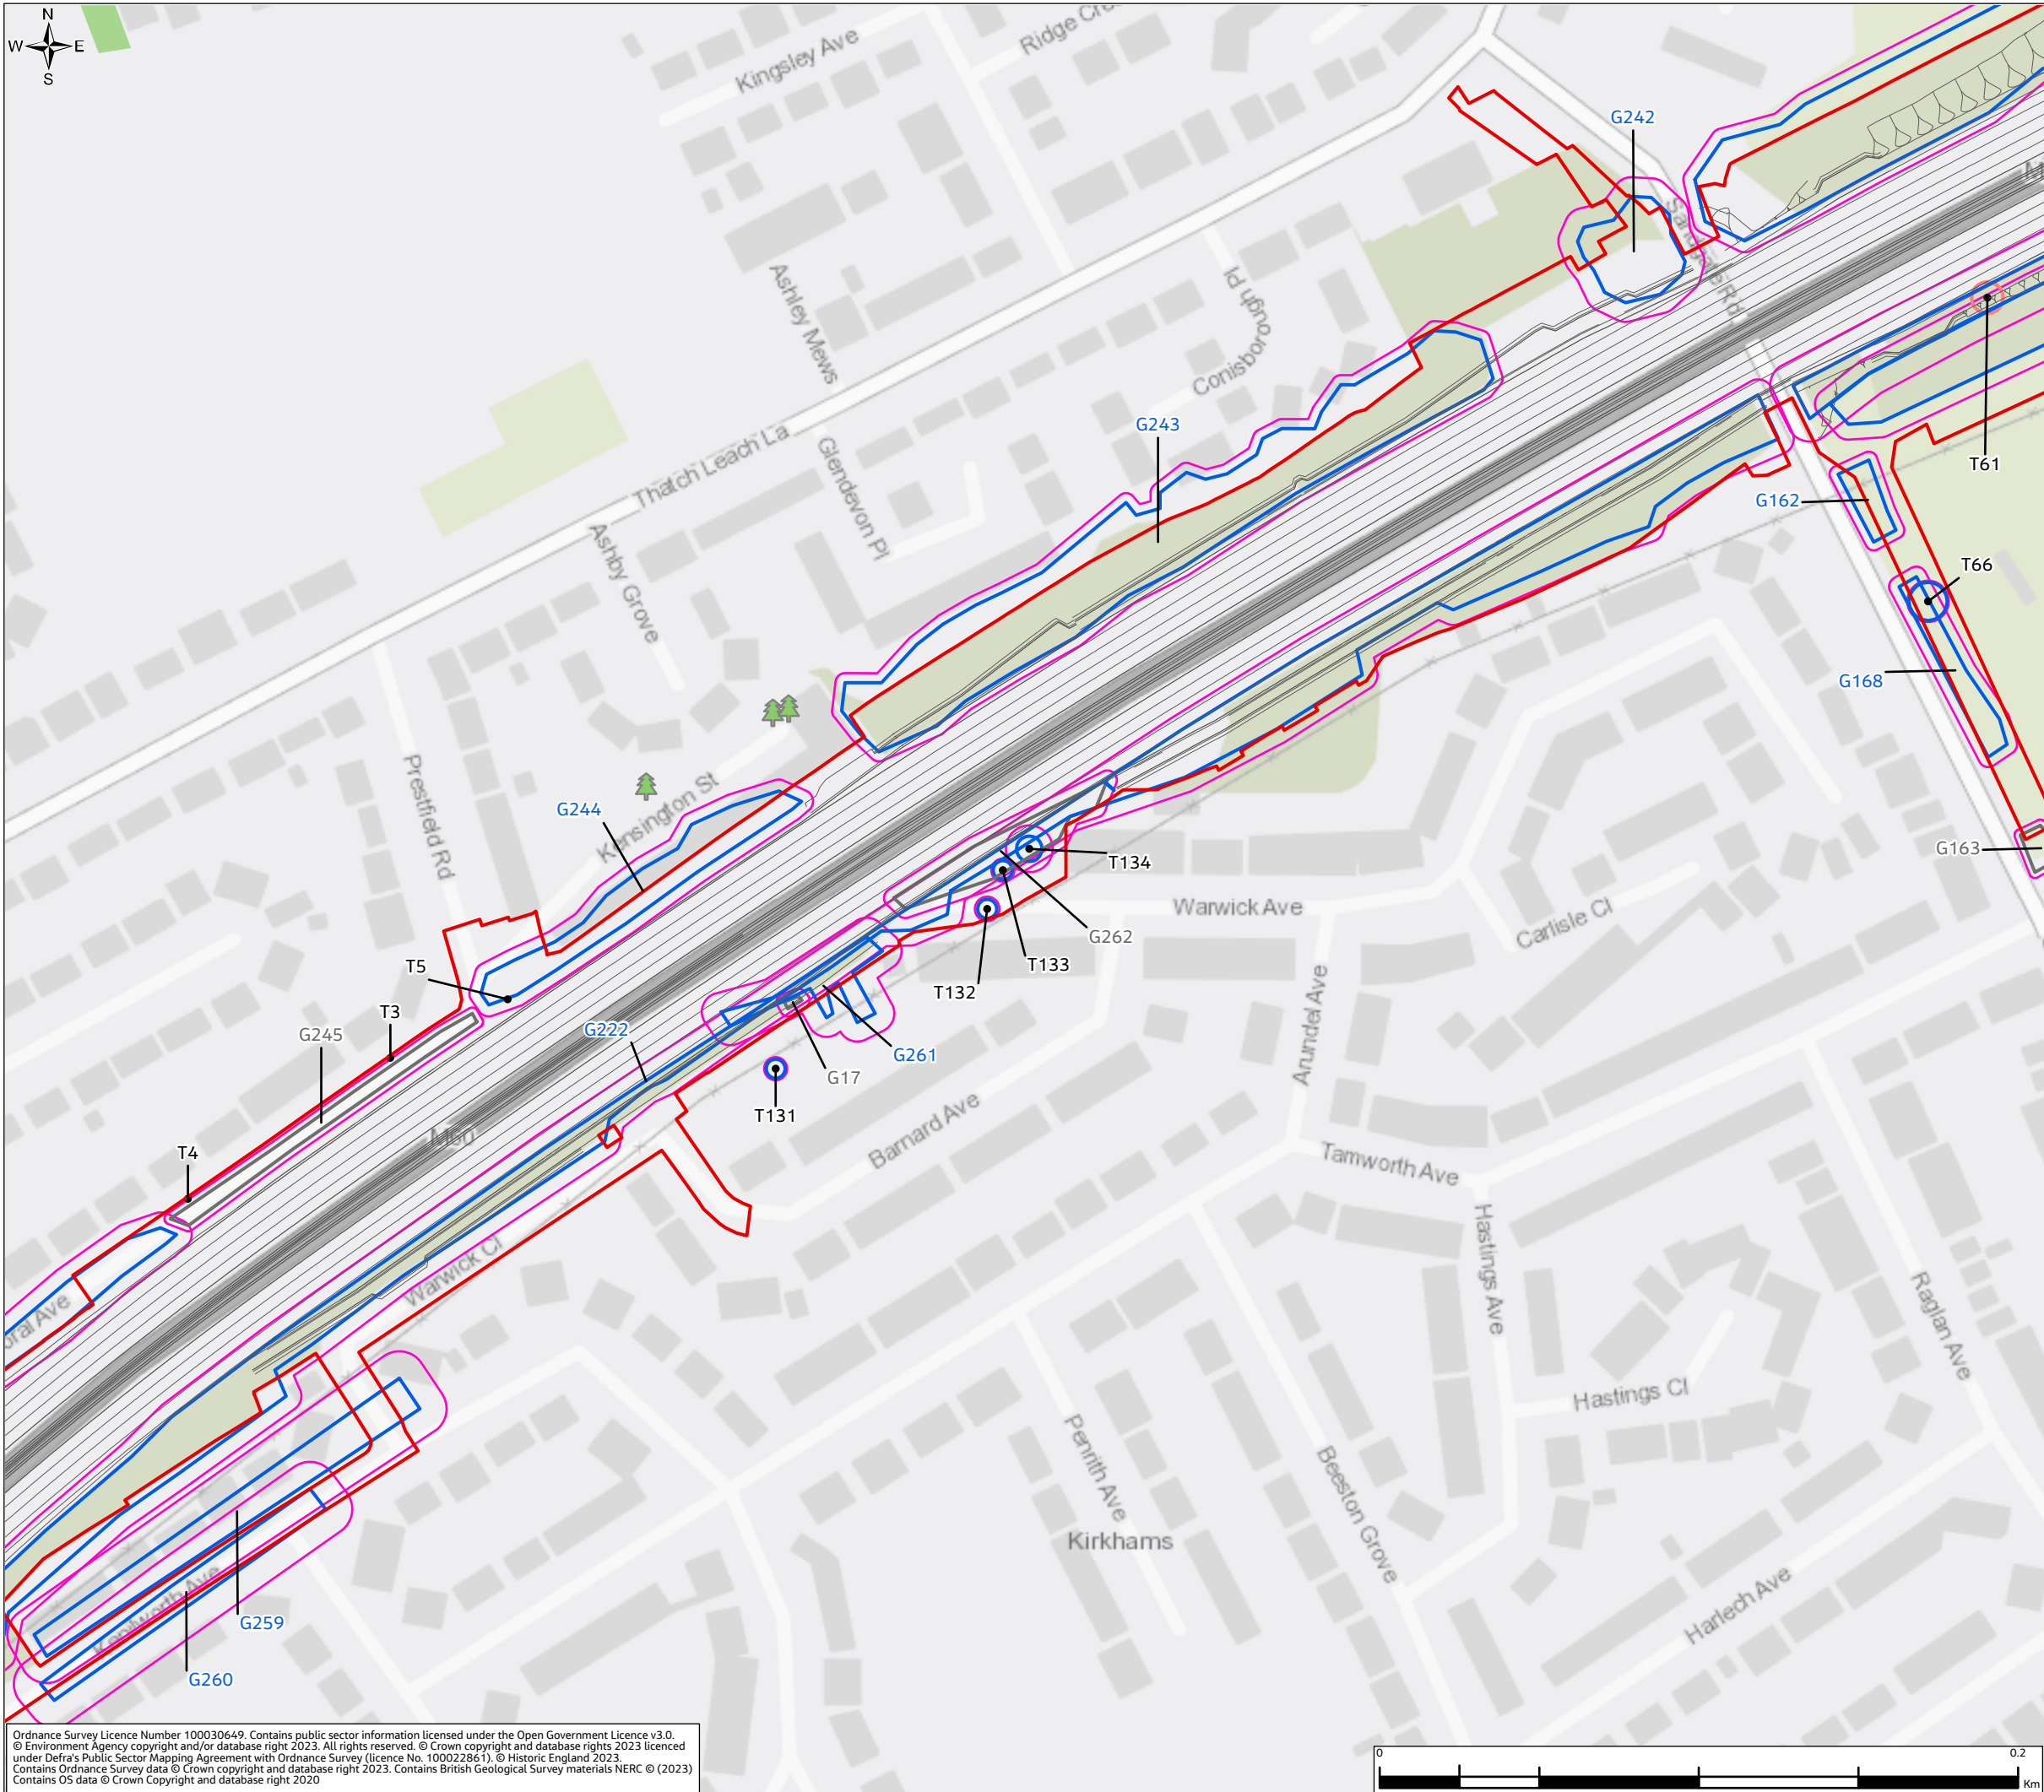 N
W E
S
Kingsley Ave
G242
Sandgate Rd
Ashley Mews
Conisborough Pl
G243
T61
Thatch Leach La
Glendevon Pl
G162
Ashby Grove
T66
G168
Prestfield Rd
G244
Kensington St
G163
T134
Warwick Ave
Carlisle Cl
G262
T133
T132
T5
T3
G245
G222
G261
G17
T131
Arundel Ave
Barnard Ave
M60
T4
Tamworth Ave
Warwick Cl
Hastings Ave
Raglan Ave
oral Ave
Hastings Cl
Penrith Ave
Beeston Grove
Kirkhams
Kenilworth Ave
G259
G260
Harlech Ave
Ordnance Survey Licence Number 100030649. Contains public sector information licensed under the Open Government Licence v3.0.
© Environment Agency copyright and/or database right 2023. All rights reserved. © Crown copyright and database rights 2023 licenced
under Defra's Public Sector Mapping Agreement with Ordnance Survey (licence No. 100022861). © Historic England 2023.
Contains Ordnance Survey data © Crown copyright and database right 2023. Contains British Geological Survey materials NERC © (2023)
Contains OS data © Crown Copyright and database right 2020
0 0.2
Km